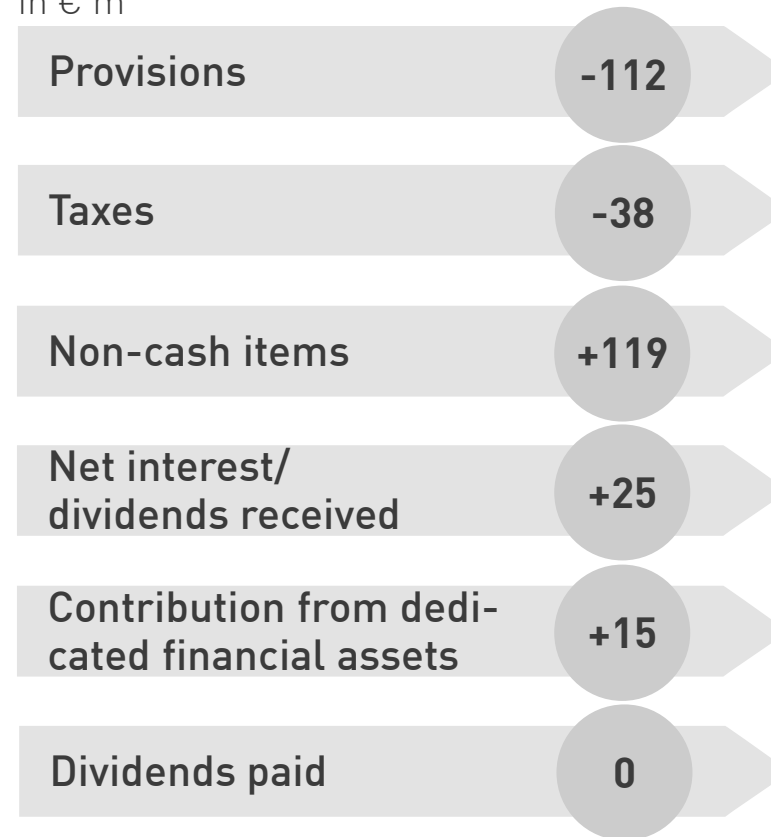 in € m
Provisions -112
Taxes -38
Non-cash items +119
Net interest/
dividends received +25
Contribution from dedi-
cated financial assets +15
Dividends paid 0